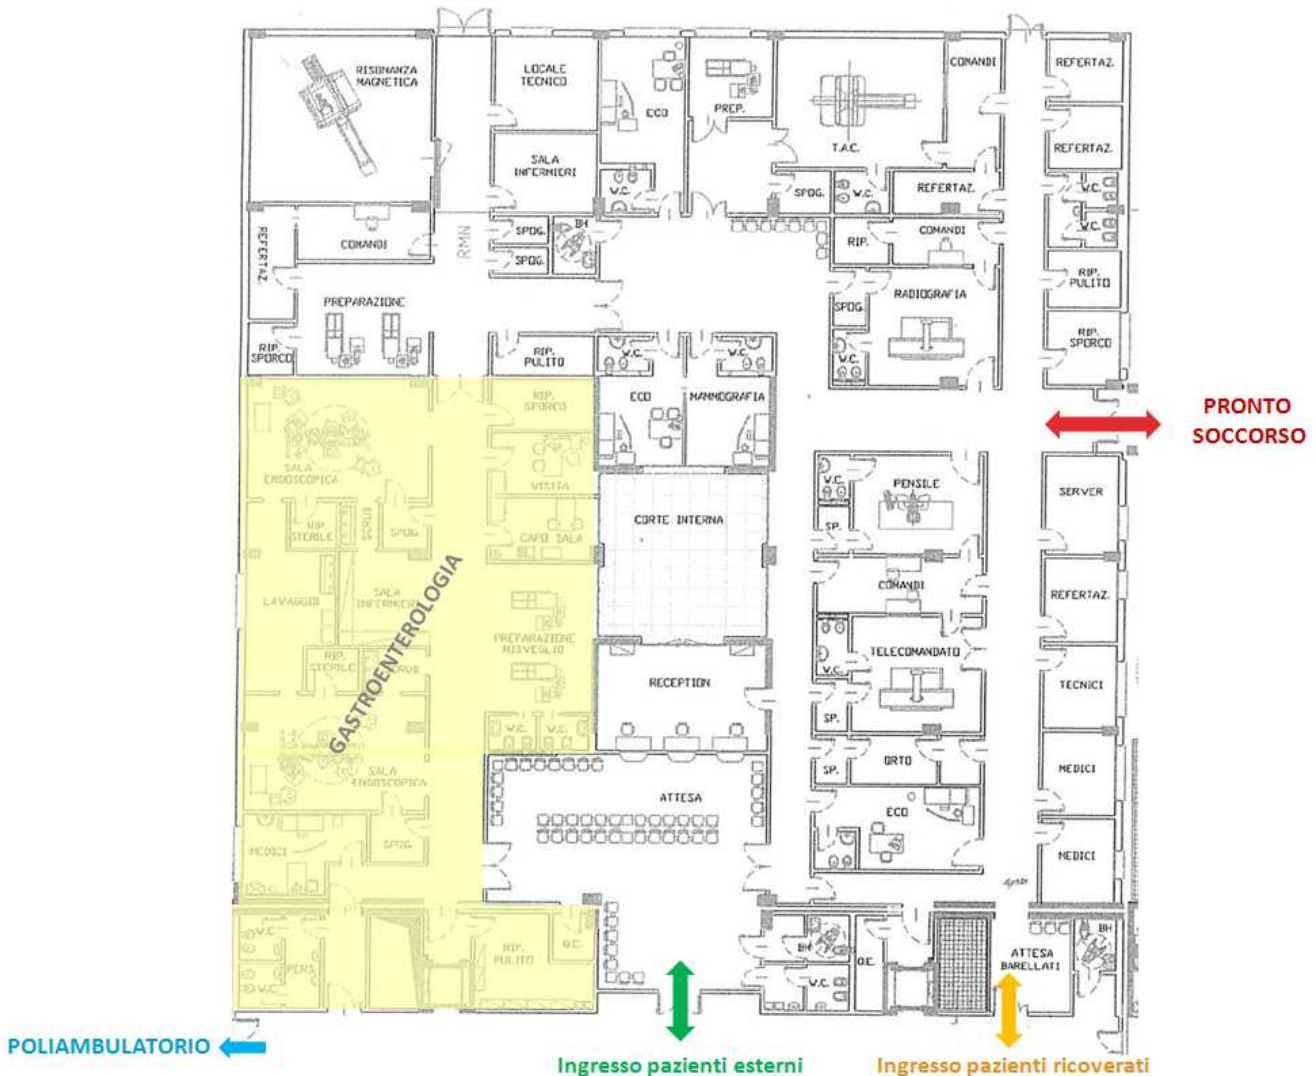 RISONANZA
MAGNETICA
LOCALE
TECNICO
ECO
PREP.
T.A.C.
COMANDI
REFERTAZ.
REFERTAZ.
SALA
INFERMIERI
W.C.
SPOG.
W.C.
REFERTAZ.
W.C.
W.C.
REFERTAZ.
COMANDI
RMN
SPOG.
SPOG.
BH
RIP.
COMANDI
RIP.
PULITO
PREPARAZIONE
SPOG.
RADIOGRAFIA
RIP.
SPORCO
RIP.
SPORCO
RIP.
PULITO
W.C.
W.C.
W.C.
ECO
MAMMOGRAFIA
RIP.
SPORCO
PRONTO
SOCCORSO
SALA
ENDOSCOPICA
VISITA
W.C.
PENSILE
SERVER
RIP.
STERILE
SCRUB
SPOG.
CAPO SALA
CORTE INTERNA
SP.
LAVAGGIO
SALA
INFERMIERI
COMANDI
REFERTAZ.
GASTROENTEROLOGIA
PREPARAZIONE
RISVEGLIO
RIP.
STERILE
SCRUB
RECEPTION
W.C.
TELECOMANDATO
TECNICI
W.C.
W.C.
SP.
SALA
ENDOSCOPICA
ATTESA
SP.
ORTO
MEDICI
ECO
MEDICI
SPOG.
MEDICI
W.C.
PERS.
W.C.
RIP.
PULITO
Q.E.
BH
W.C.
Q.E.
ATTESA
BARELLATI
BH
POLIAMBULATORIO
Ingresso pazienti esterni
Ingresso pazienti ricoverati